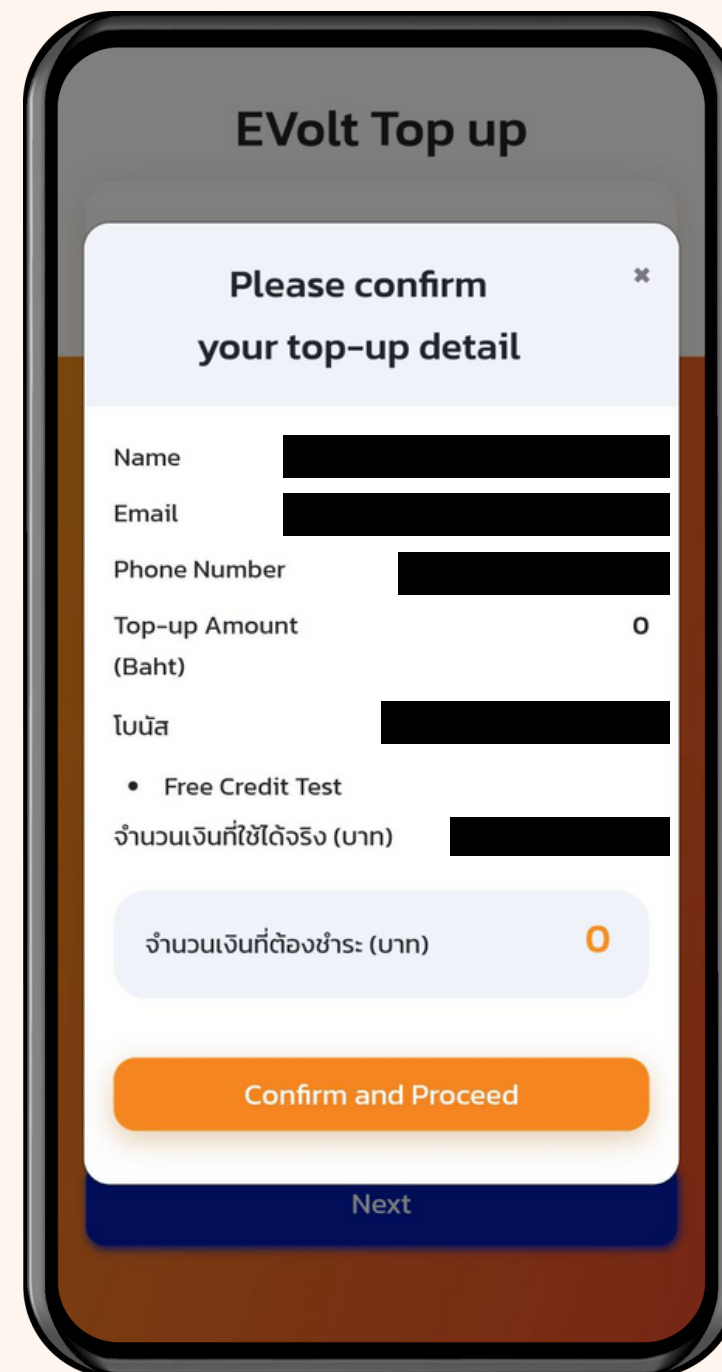 EVolt Top up
Please confirm
your top-up detail
✖
Name
Email
Phone Number
Top-up Amount
(Baht)
0
โบนัส
• Free Credit Test
จำนวนเงินที่ใช้ได้จริง (บาท)
จำนวนเงินที่ต้องชำระ (บาท) 0
Confirm and Proceed
Next